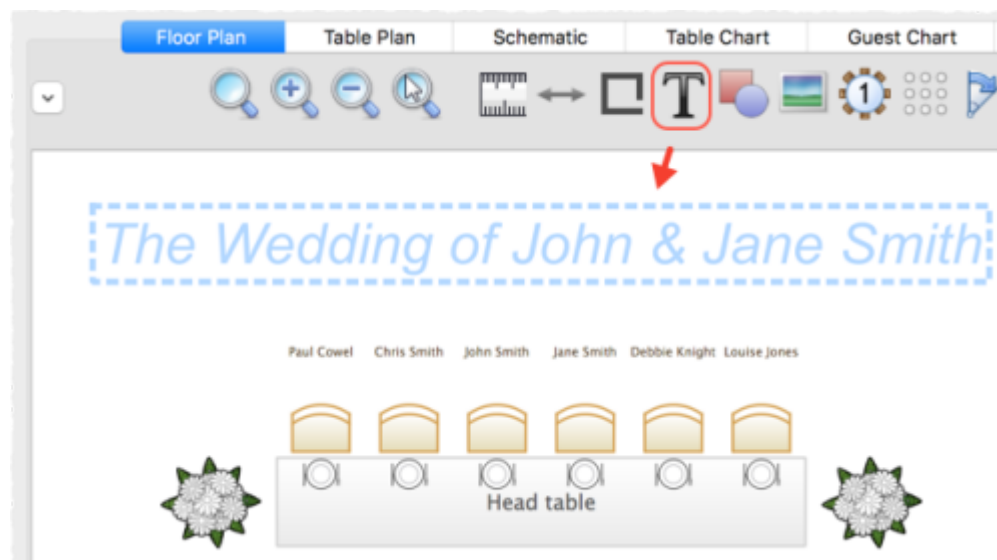 Floor Plan Table Plan Schematic Table Chart Guest Chart
T 1
The Wedding of John & Jane Smith
Paul Cowel Chris Smith John Smith Jane Smith Debbie Knight Louise Jones
Head table